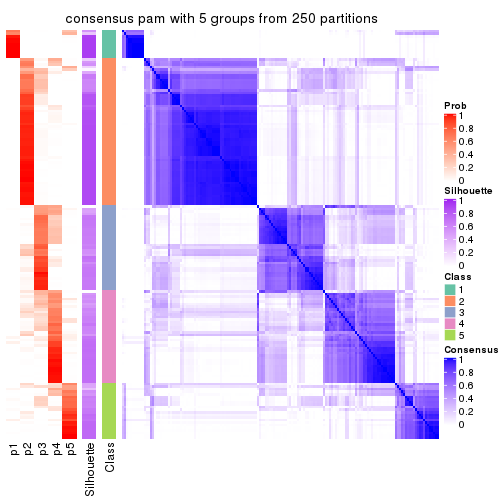 consensus pam with 5 groups from 250 partitions
Prob
1
0.8
0.6
0.4
0.2
0
Silhouette
1
0.8
0.6
0.4
0.2
0
Class
1
2
3
4
5
Consensus
1
0.8
0.6
0.4
0.2
0
p1
p2
p3
p4
p5
Silhouette
Class